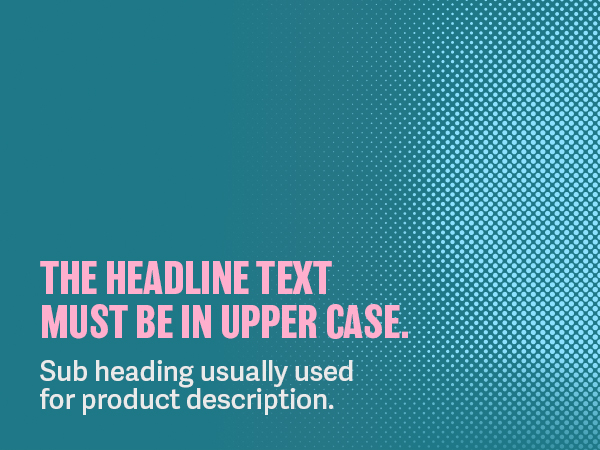 THE HEADLINE TEXT
MUST BE IN UPPER CASE.
Sub heading usually used
for product description.